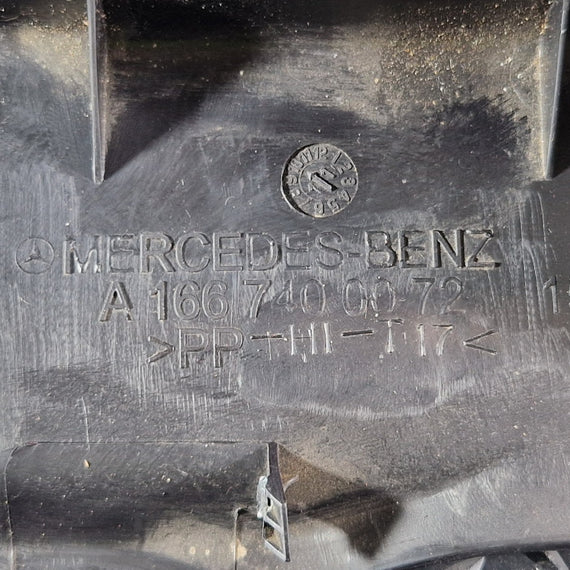 MERCEDES-BENZ
A 166 740 00 72
>PP-HI-T17<